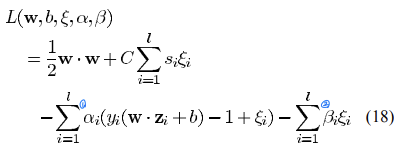 L(w, b, ξ, α, β)
= 1/2 w · w + C ∑_{i=1}^{l} s_i ξ_i
− ∑_{i=1}^{l} α_i (y_i (w · z_i + b) − 1 + ξ_i) − ∑_{i=1}^{l} β_i ξ_i (18)